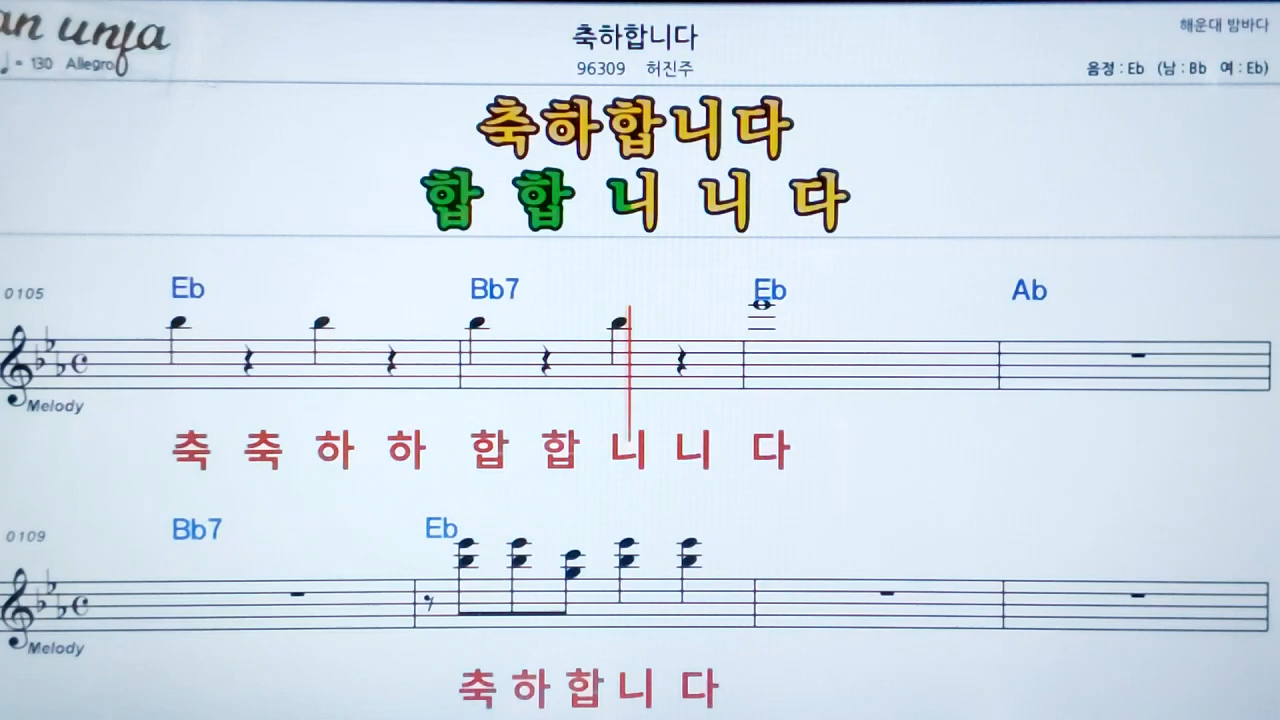 an unfa
축하합니다
해운대 밤바다
♩= 130 Allegro
96309 허진주
음정 : Eb (남 : Bb 여 : Eb)
축하합니다
합 합 니 니 다
0105 Eb Bb7 Eb Ab
Melody
축 축 하 하 합 합 니 니 다
0109 Bb7 Eb
Melody
축 하 합 니 다